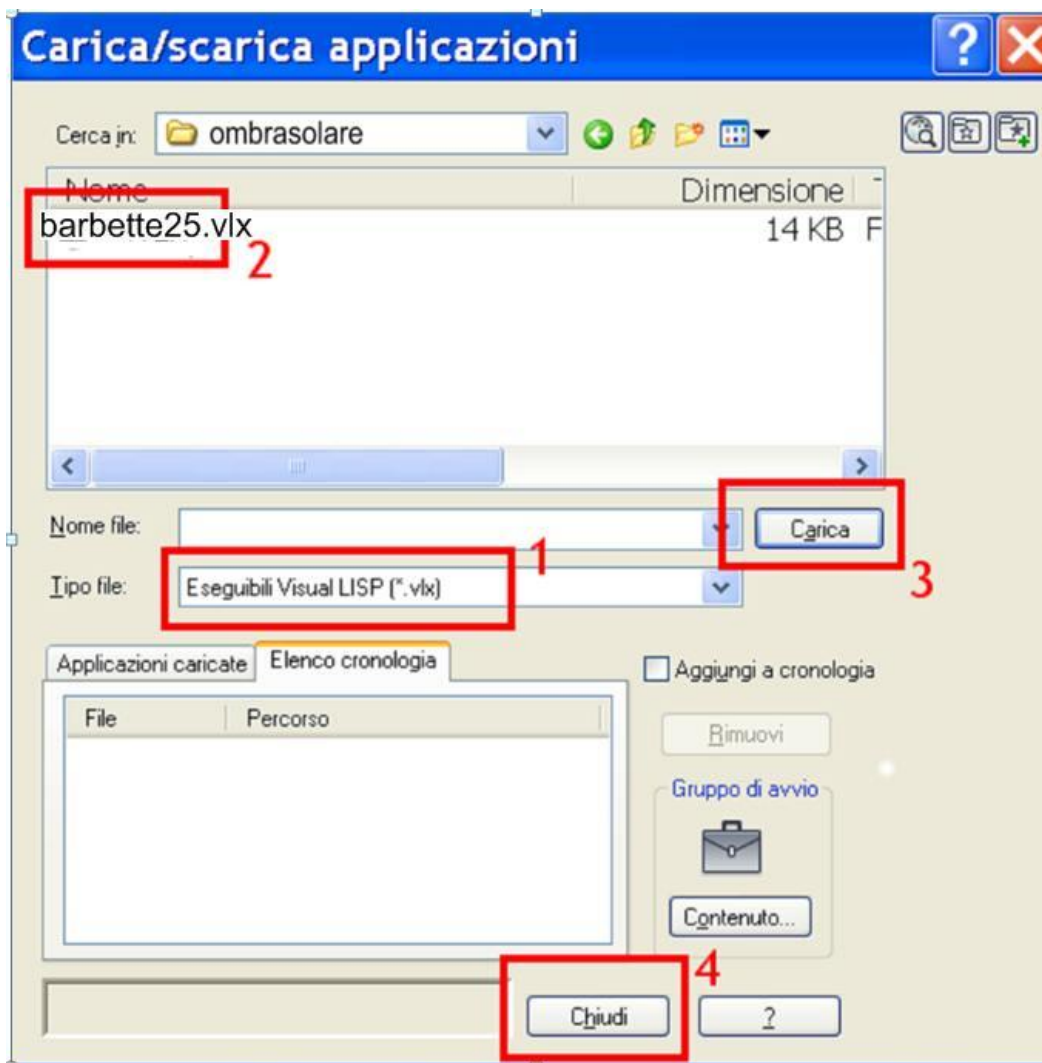 Carica/scarica applicazioni
?
Cerca in: ombrasolare
Nome Dimensione
barbette25.vlx 14 KB F
2
Nome file: Carica
1
Tipo file: Eseguibili Visual LISP (*.vlx)
3
Applicazioni caricate Elenco cronologia Aggiungi a cronologia
File Percorso
Rimuovi
Gruppo di avvio
Contenuto...
4
Chiudi ?